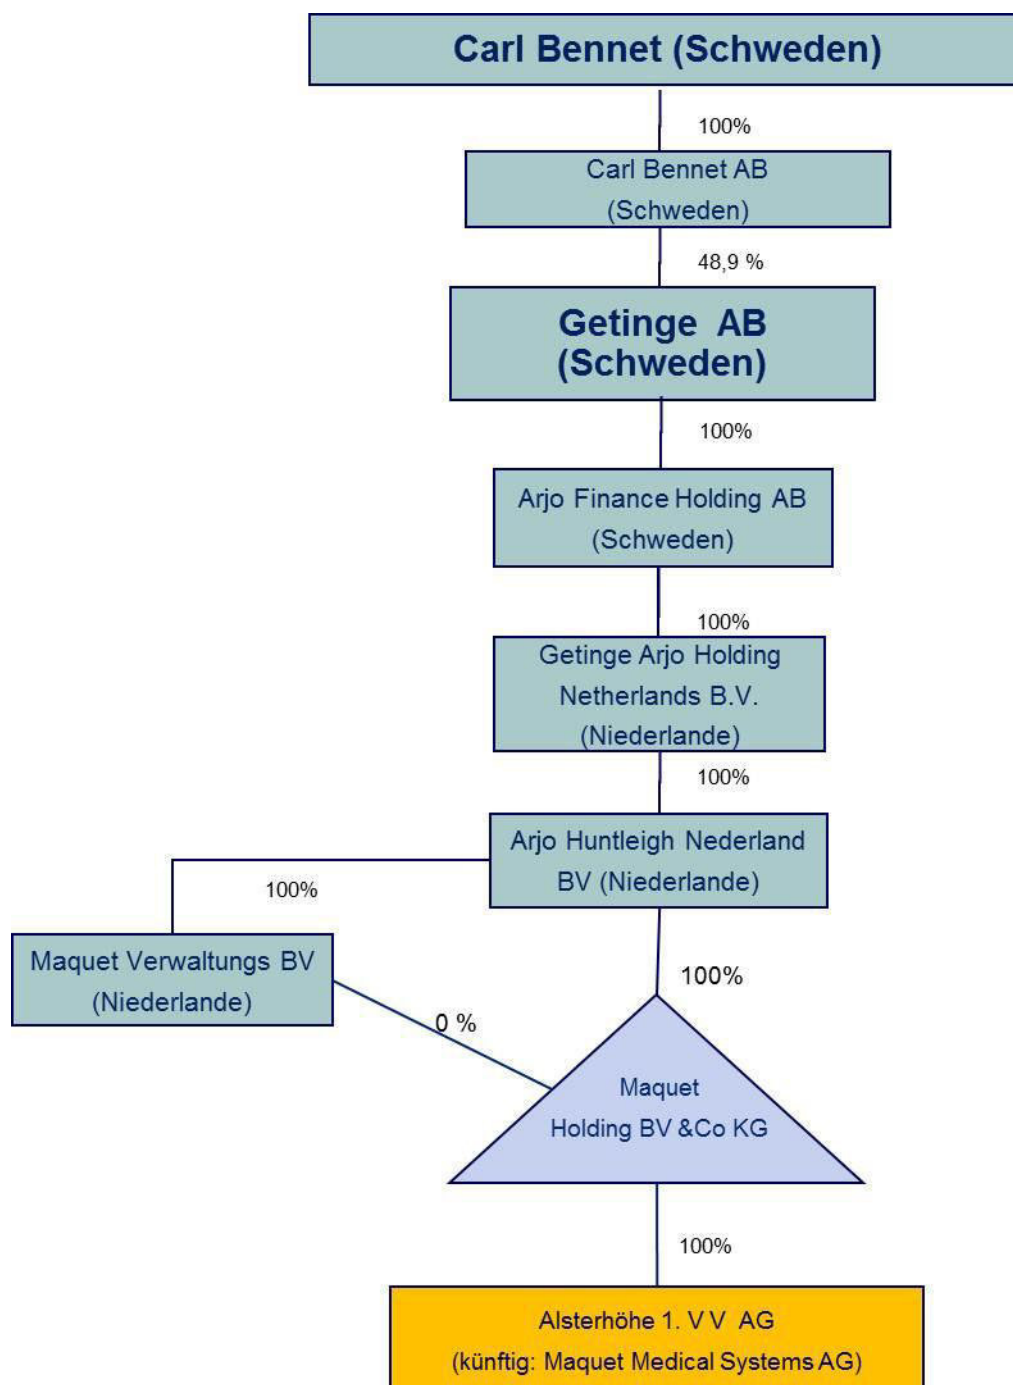 Carl Bennet (Schweden)
100%
Carl Bennet AB
(Schweden)
48,9 %
Getinge AB
(Schweden)
100%
Arjo Finance Holding AB
(Schweden)
100%
Getinge Arjo Holding
Netherlands B.V.
(Niederlande)
100%
Arjo Huntleigh Nederland
BV (Niederlande)
100%
Maquet Verwaltungs BV
(Niederlande)
100%
0 %
Maquet
Holding BV &Co KG
100%
Alsterhöhe 1. V V AG
(künftig: Maquet Medical Systems AG)